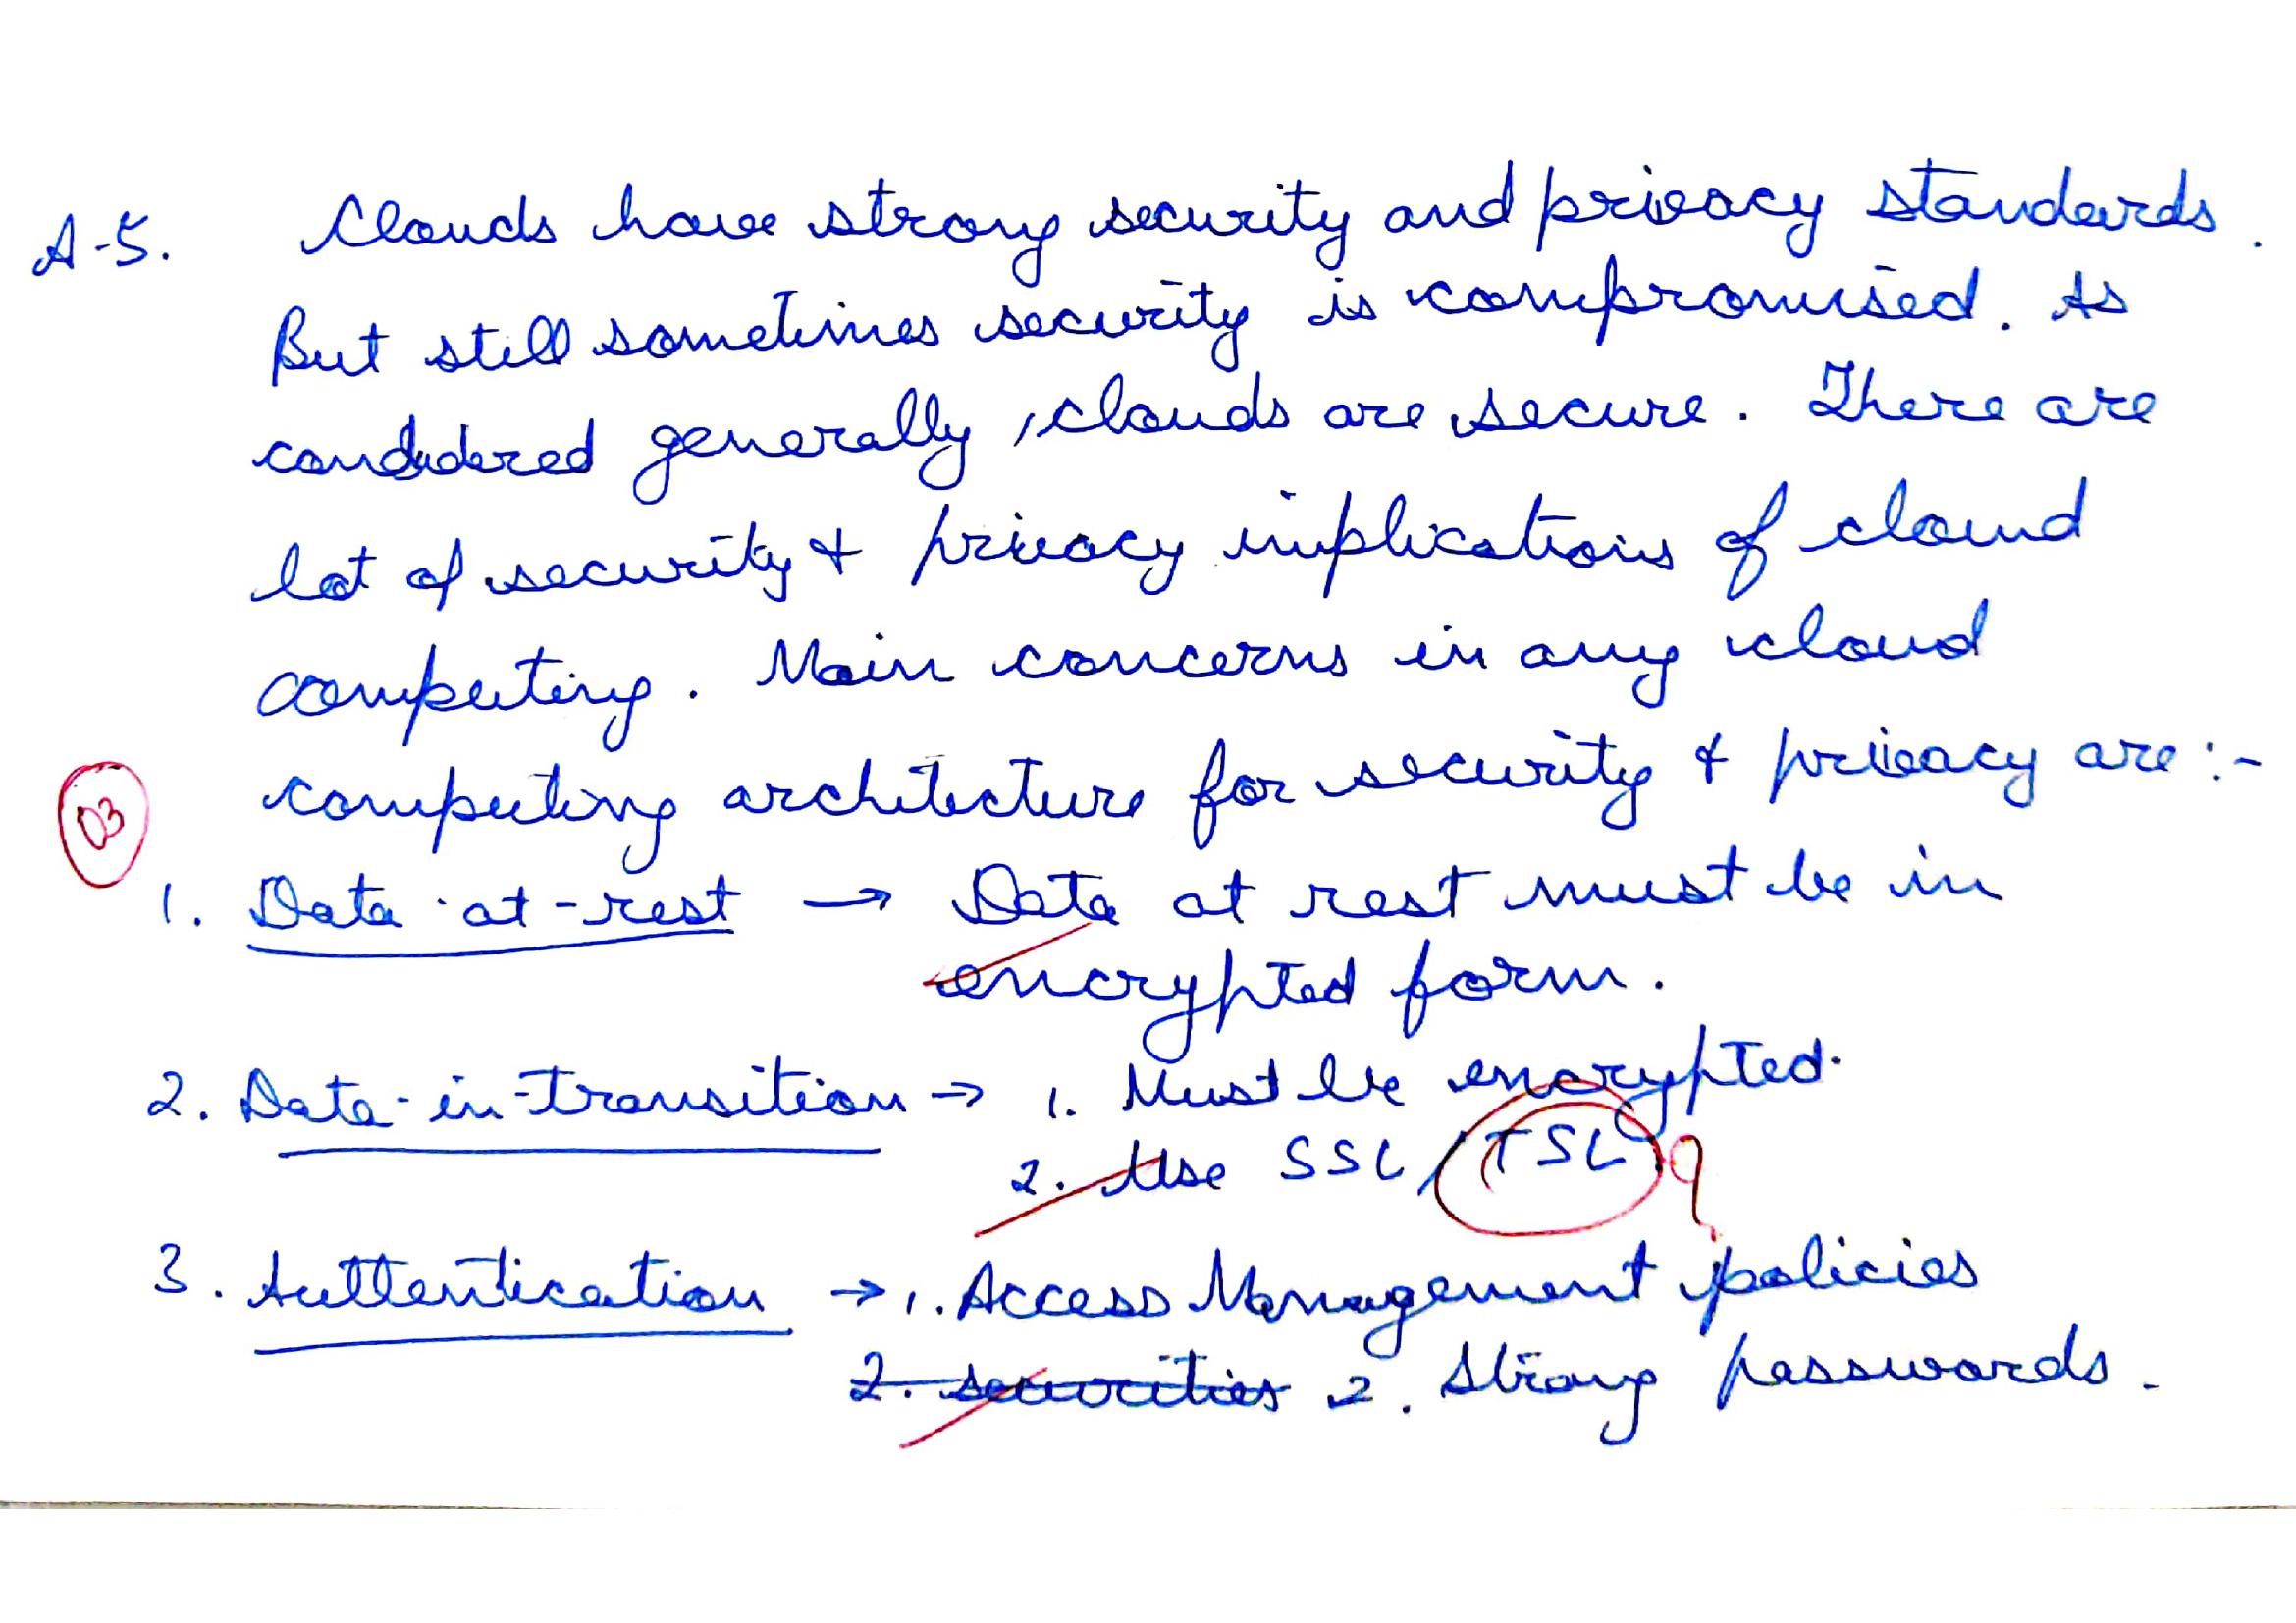 A-5. Clouds have strong security and privacy standards.
But still sometimes security is compromised. As
considered generally, clouds are secure. There are
lot of security & privacy implications of cloud
computing. Main concerns in any cloud
computing architecture for security & privacy are:-
03
1. Data-at-rest → Data at rest must be in
encrypted form.
2. Data-in-transition → 1. Must be encrypted.
2. Use SSL/TSL ?
3. Auttentication → 1. Access Management policies
2. securities 2. Strong passwords.